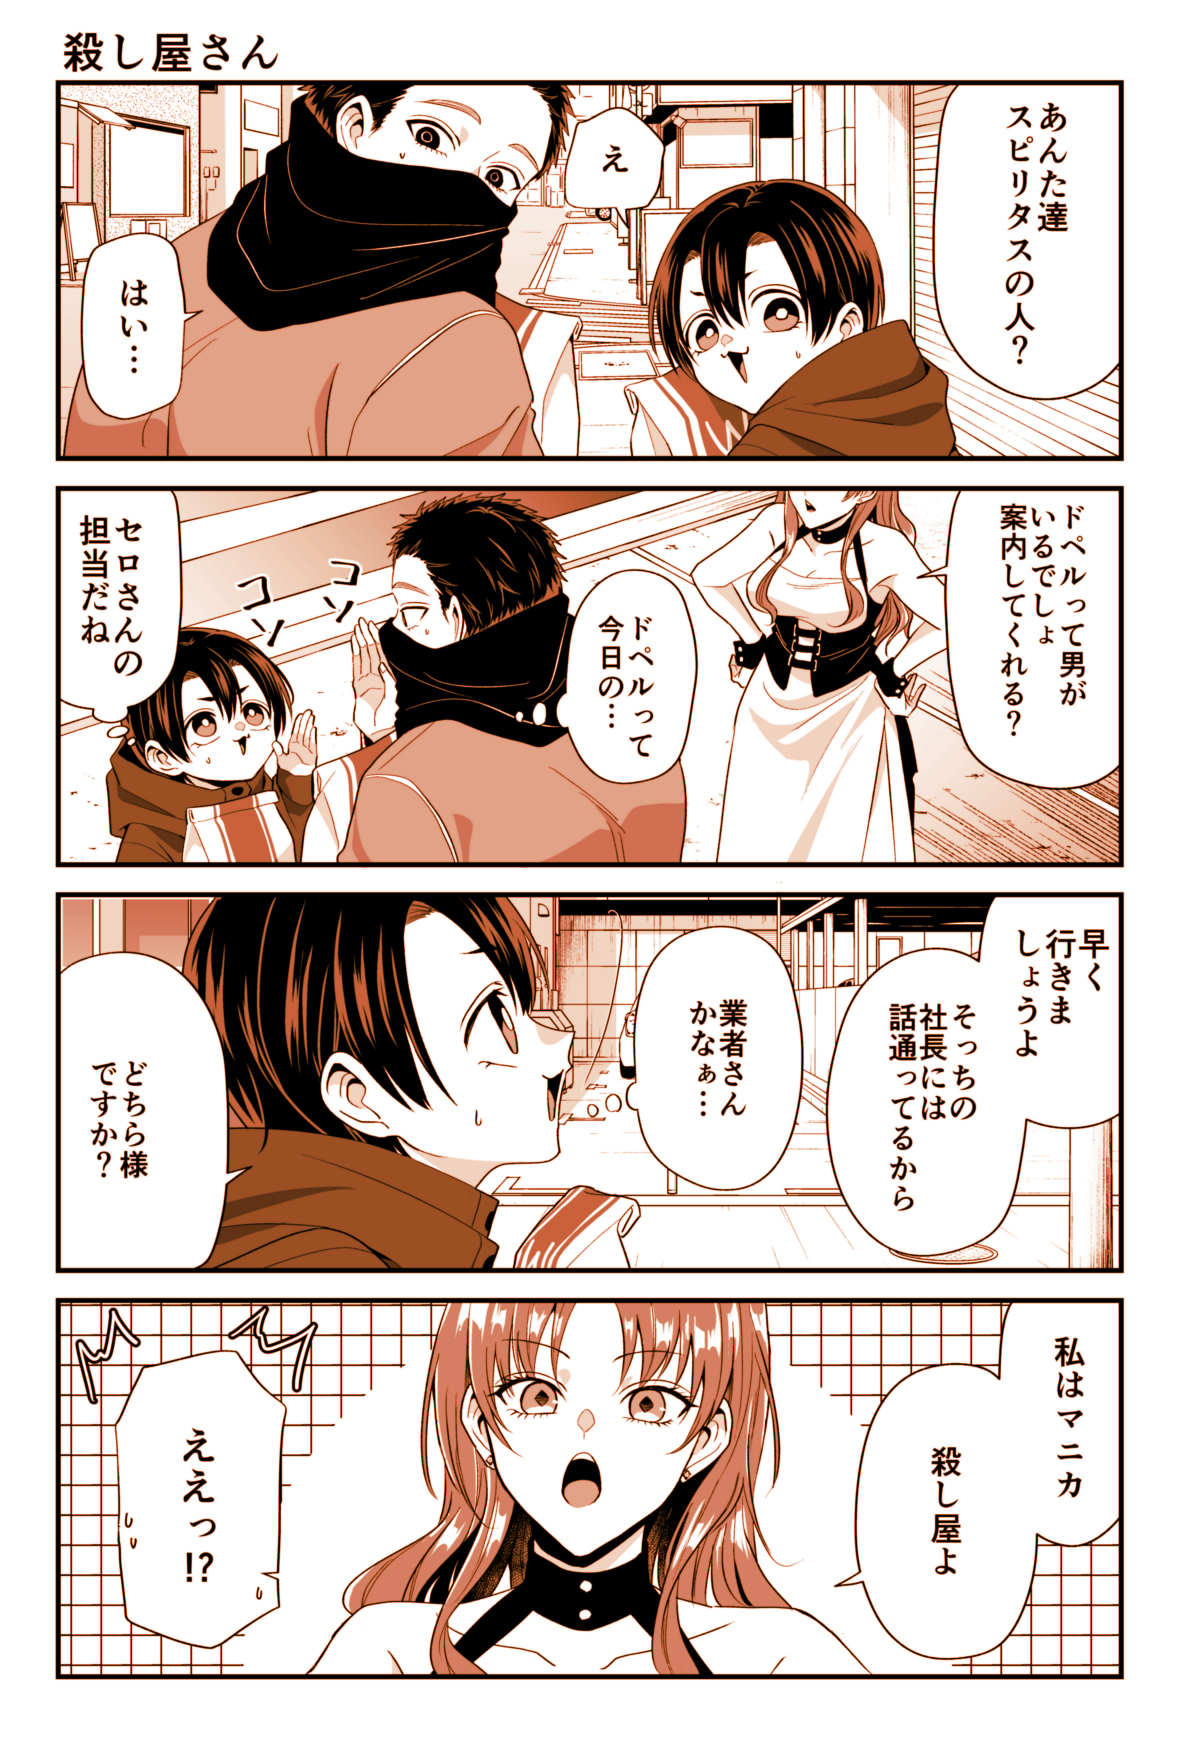 殺し屋さん
あんた達
スピリタスの人?
え
はい…
ドペルって男が
いるでしょ
案内してくれる?
ドペルって
今日の…
コソ
コソ
セロさんの
担当だね
早く
行きま
しょうよ
そっちの
社長には
話通ってるから
業者さん
かなぁ…
どちら様
ですか?
私はマニカ
殺し屋よ
ええっ!?